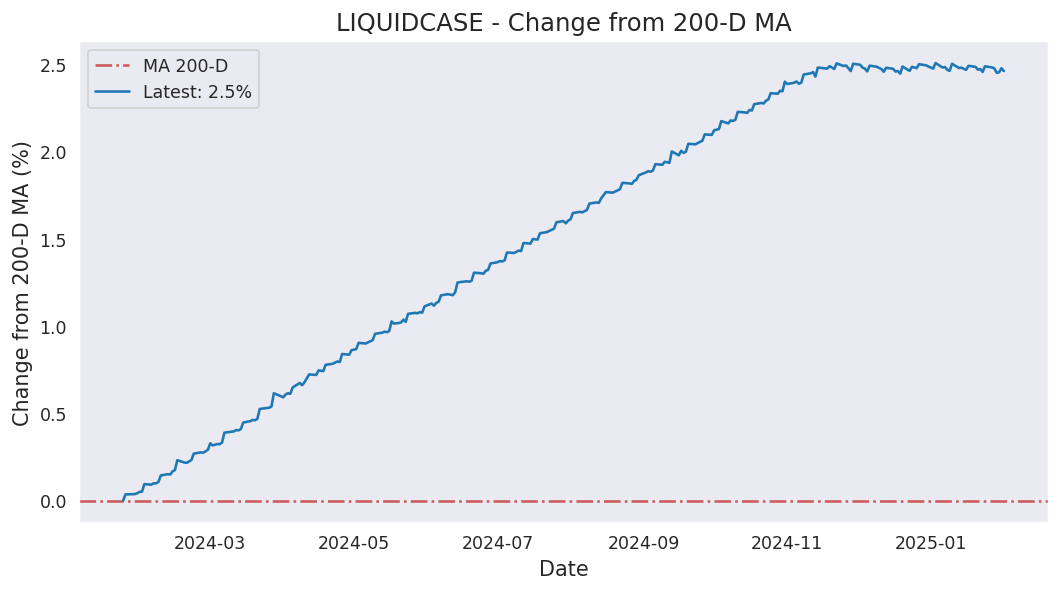 LIQUIDCASE - Change from 200-D MA
MA 200-D
Latest: 2.5%
Change from 200-D MA (%)
2.5
2.0
1.5
1.0
0.5
0.0
2024-03 2024-05 2024-07 2024-09 2024-11 2025-01
Date